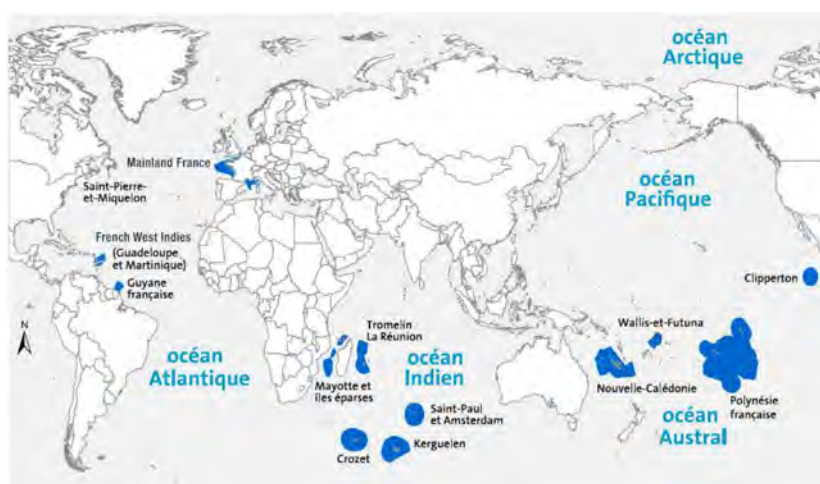 océan
Arctique
Mainland France
Saint-Pierre-
et-Miquelon
océan
Pacifique
French West Indies
(Guadeloupe
et Martinique)
Guyane
française
Clipperton
N
Tromelin
La Réunion
Wallis-et-Futuna
océan
Atlantique
océan
Indien
Mayotte et
îles éparses
Nouvelle-Calédonie
Polynésie
française
Saint-Paul
et Amsterdam
océan
Austral
Crozet
Kerguelen